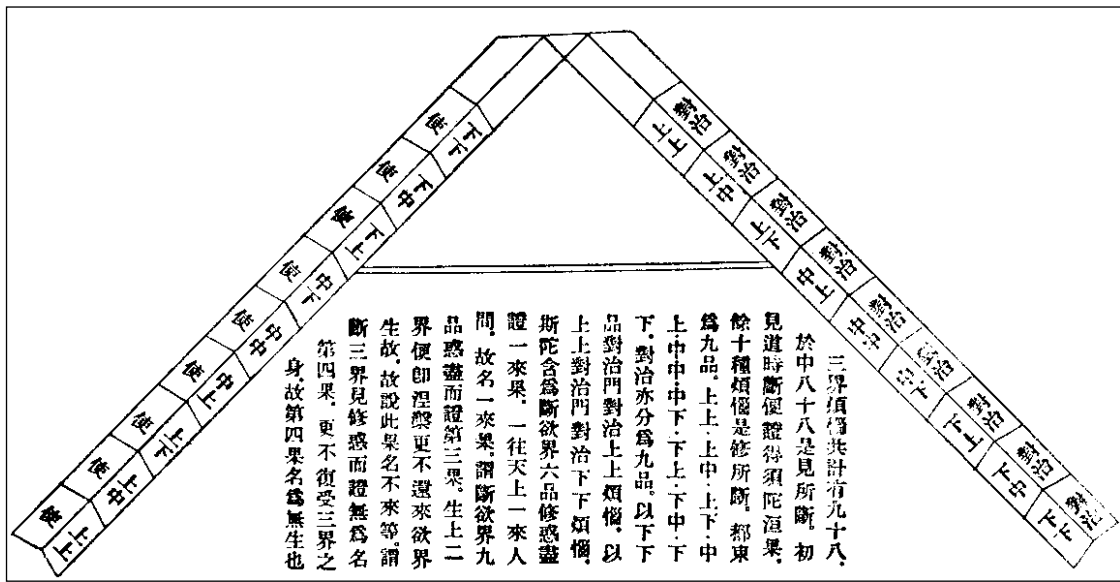 對治
上上
對治
上中
對治
上下
對治
中上
對治
中中
對治
中下
對治
下上
對治
下中
對治
下下
使
下下
使
下中
使
下上
使
中下
使
中中
使
中上
使
上下
使
上中
使
上上
三界煩惱共計有九十八,
於中八十八是見所斷。初
見道時斷便證得須陀洹果,
餘十種煩惱是修所斷。都東
爲九品。上上·上中·上下·中
上·中中·中下·下上·下中·下
下。對治亦分爲九品。以下下
品對治門對治上上煩惱。以
上上對治門對治下下煩惱,
斯陀含爲斷欲界六品修惑盡
證一來果。一往天上一來人
間。故名一來果。謂斷欲界九
品惑盡而證第三果。生上二
界便卽涅槃更不還來欲界
生故。故說此果名不來等。謂
斷三界見修惑而證無爲名
第四果。更不復受三界之
身。故第四果名爲無生也